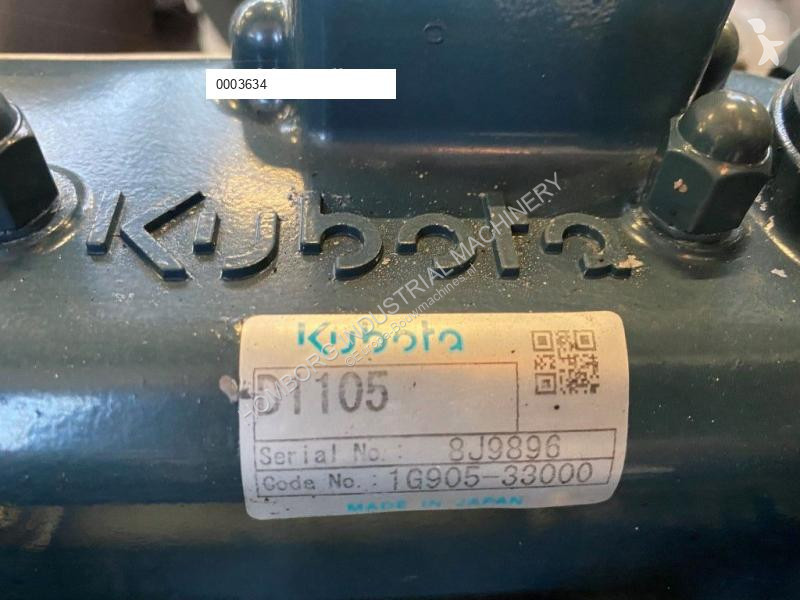 0003634
Kubota
HOMBORG INDUSTRIAL MACHINERY
Kubota
D1105
Serial No.: 8J9896
Code No.: 1G905-33000
MADE IN JAPAN